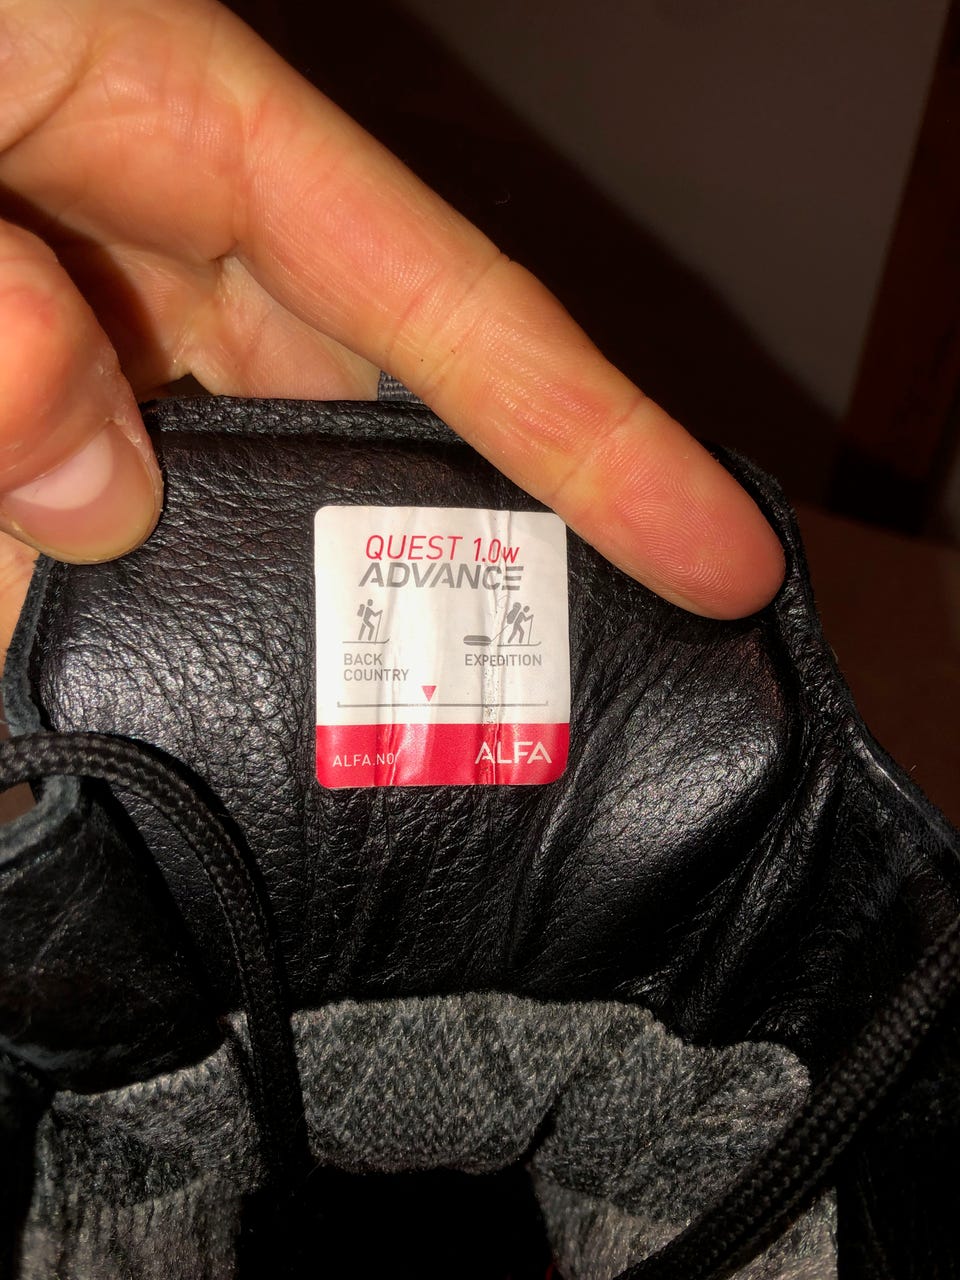 QUEST 1.0w
ADVANCE
BACK
COUNTRY
EXPEDITION
ALFA.NO
ALFA